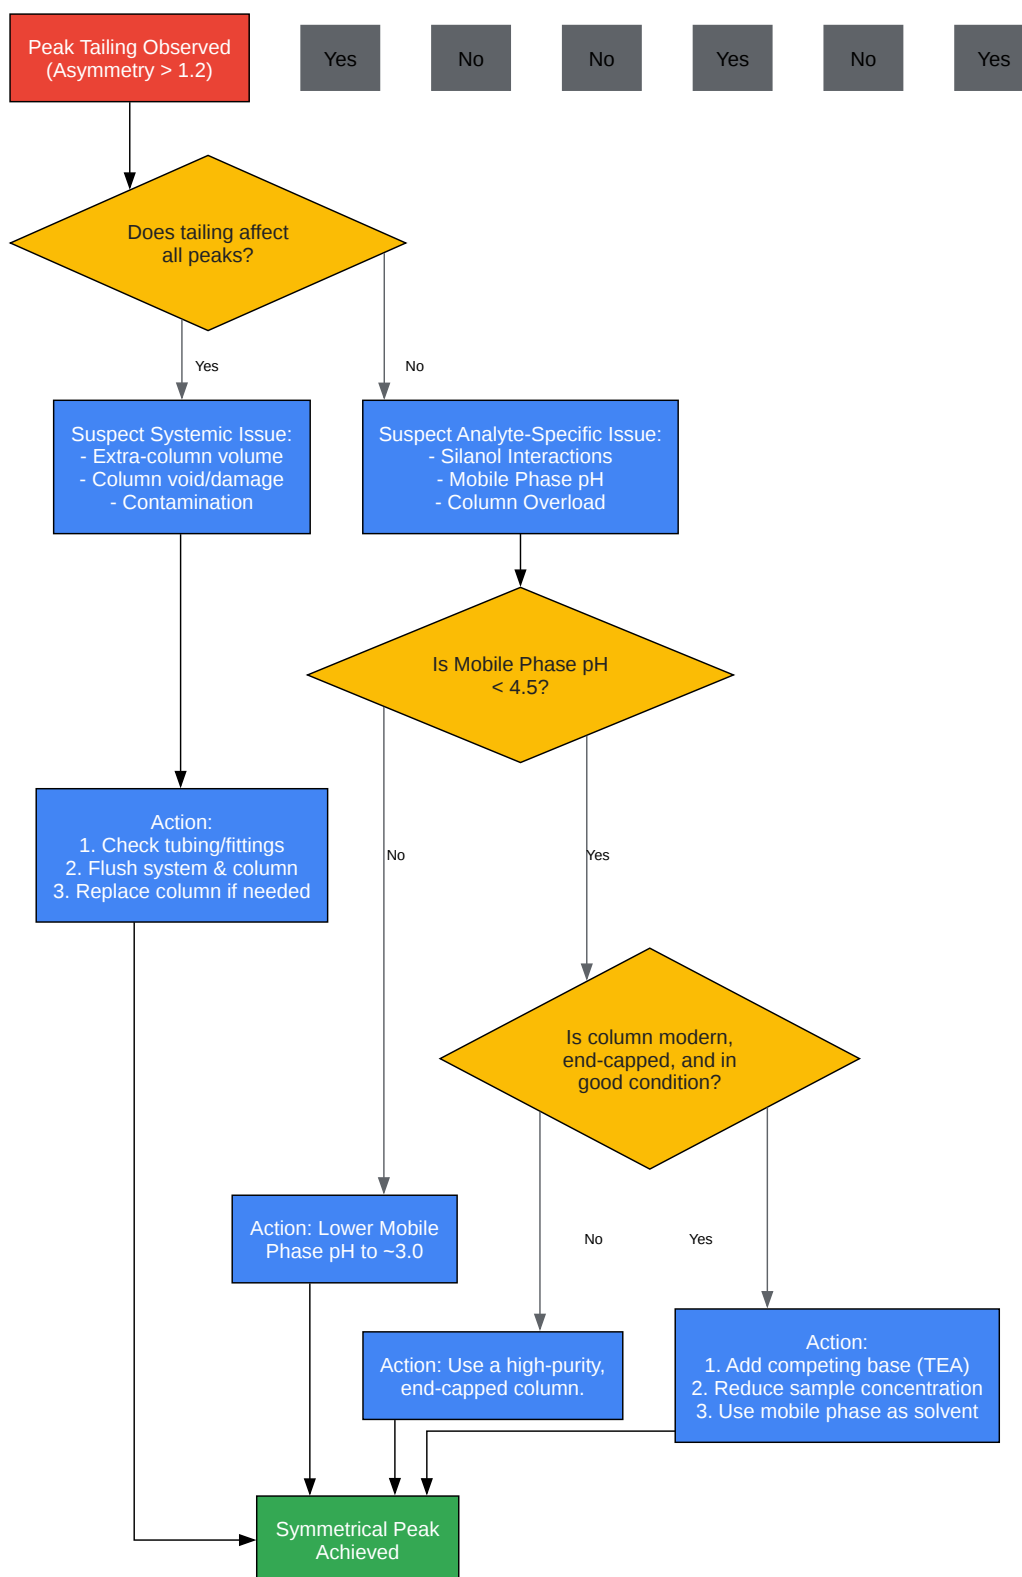 Peak Tailing Observed
(Asymmetry > 1.2)
Yes
No
No
Yes
No
Yes
Does tailing affect
all peaks?
Yes
No
Suspect Systemic Issue:
- Extra-column volume
- Column void/damage
- Contamination
Suspect Analyte-Specific Issue:
- Silanol Interactions
- Mobile Phase pH
- Column Overload
Is Mobile Phase pH
< 4.5?
Action:
1. Check tubing/fittings
2. Flush system & column
3. Replace column if needed
No
Yes
Is column modern,
end-capped, and in
good condition?
Action: Lower Mobile
Phase pH to ~3.0
No
Yes
Action: Use a high-purity,
end-capped column.
Action:
1. Add competing base (TEA)
2. Reduce sample concentration
3. Use mobile phase as solvent
Symmetrical Peak
Achieved